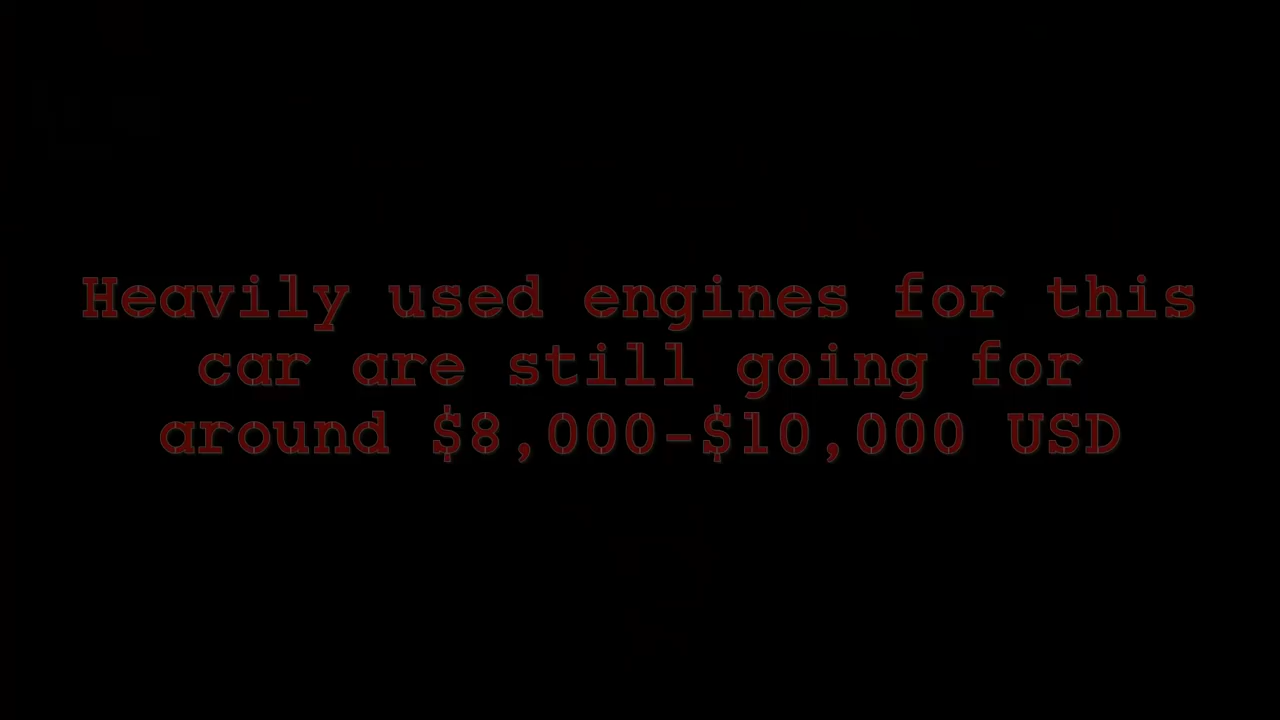 Heavily used engines for this
car are still going for
around $8,000-$10,000 USD